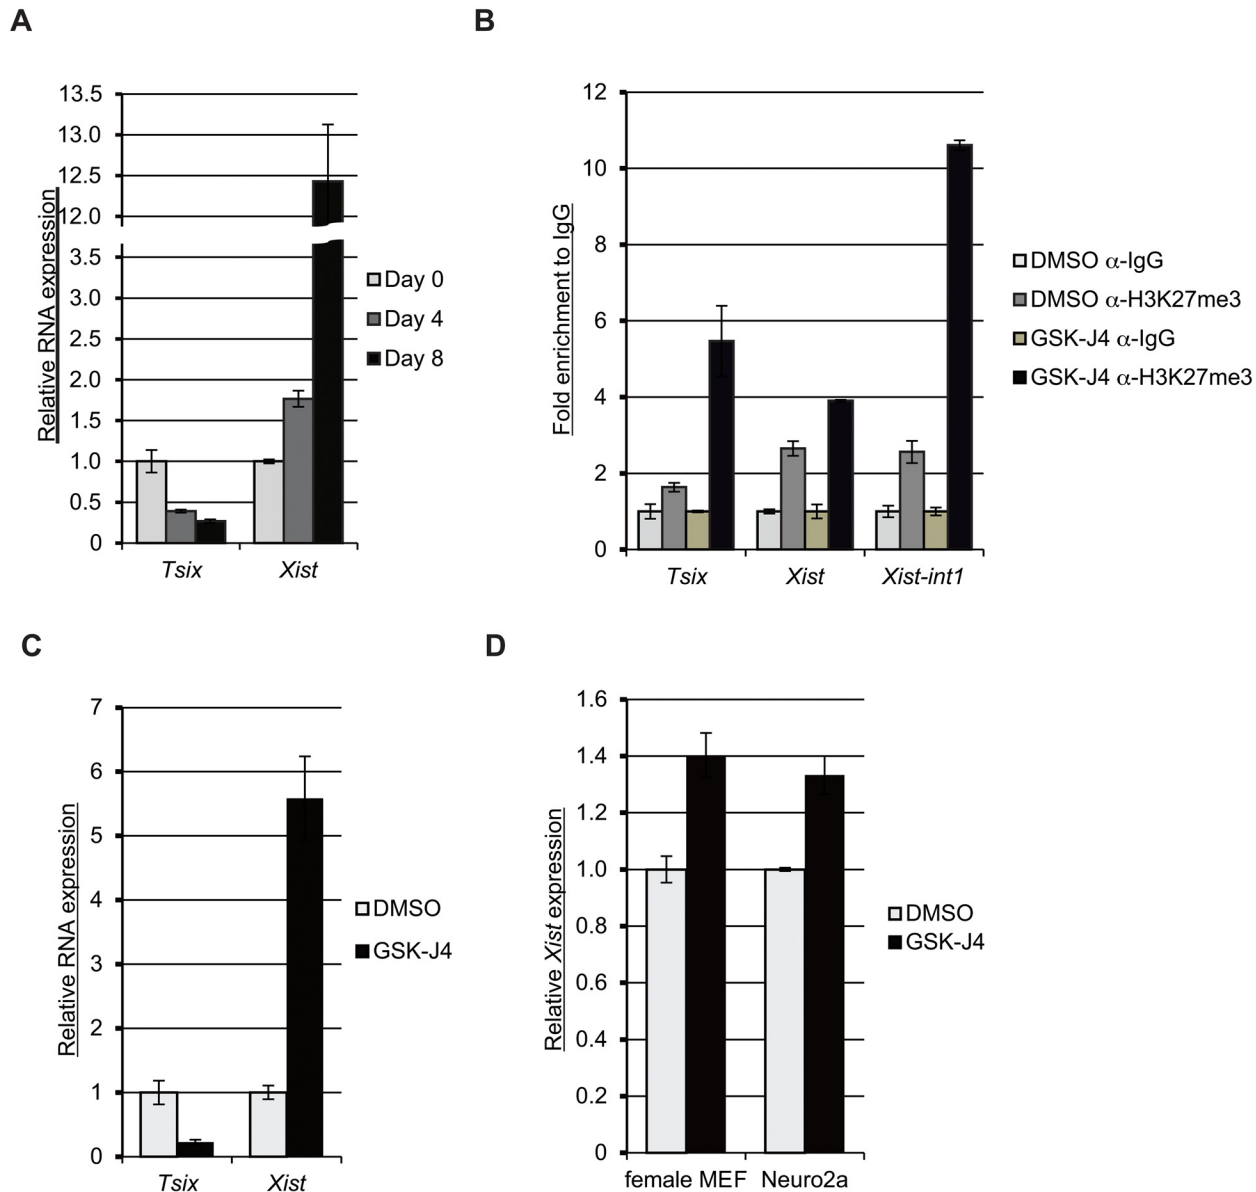 A
Relative RNA expression
13.5
13.0
12.5
12.0
3.5
3.0
2.5
2.0
1.5
1.0
0.5
0
Tsix Xist
Day 0
Day 4
Day 8
B
Fold enrichment to IgG
12
10
8
6
4
2
0
Tsix Xist Xist-int1
DMSO α-IgG
DMSO α-H3K27me3
GSK-J4 α-IgG
GSK-J4 α-H3K27me3
C
Relative RNA expression
7
6
5
4
3
2
1
0
Tsix Xist
DMSO
GSK-J4
D
Relative Xist expression
1.6
1.4
1.2
1.0
0.8
0.6
0.4
0.2
0
female MEF Neuro2a
DMSO
GSK-J4